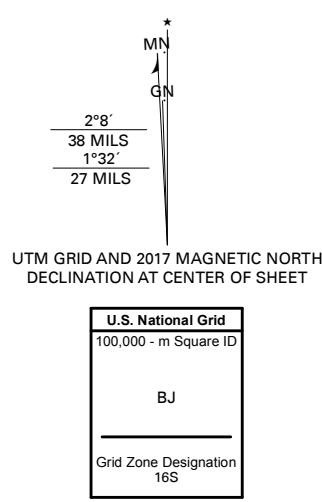 MN
GN
2°8´
38 MILS
1°32´
27 MILS
UTM GRID AND 2017 MAGNETIC NORTH
DECLINATION AT CENTER OF SHEET
U.S. National Grid
100,000 - m Square ID
BJ
Grid Zone Designation
16S